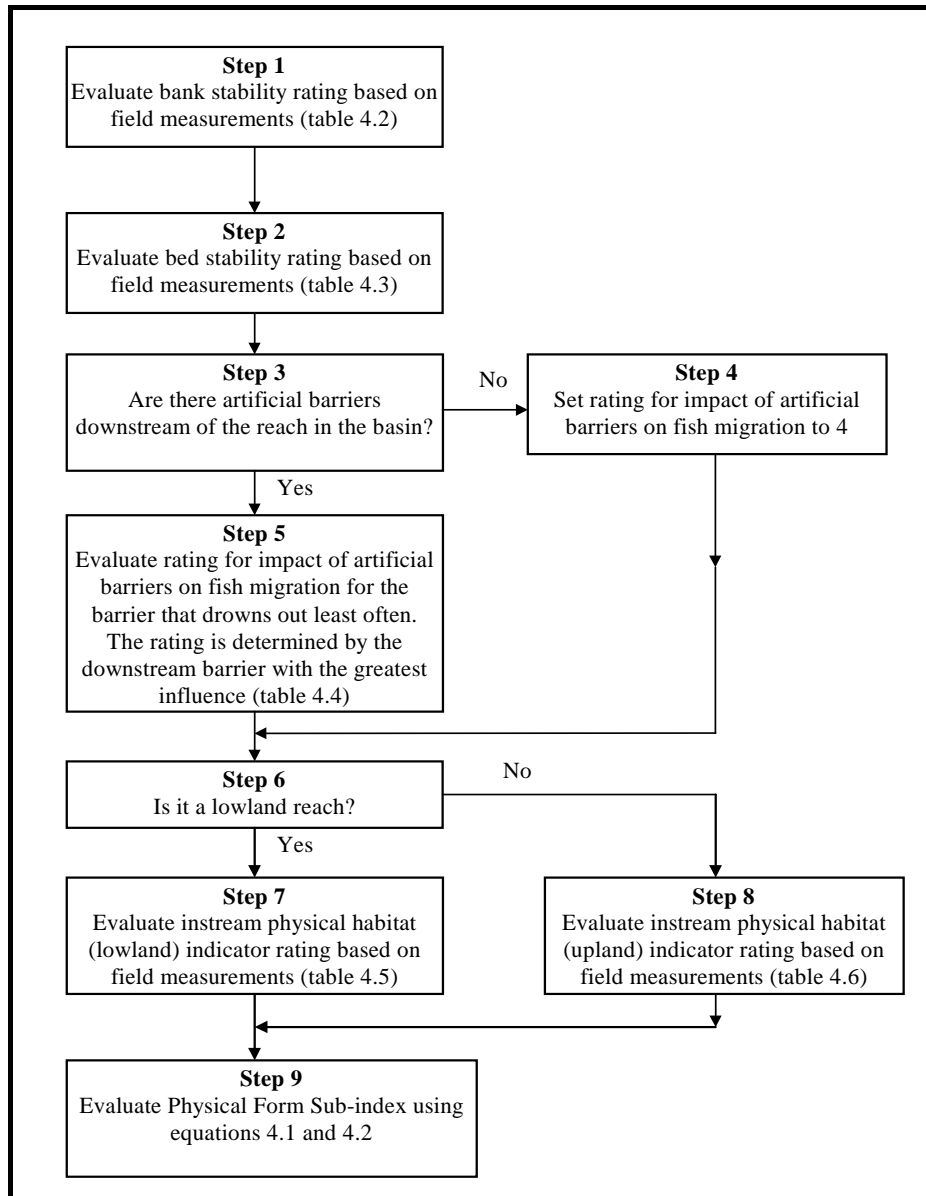 Step 1
Evaluate bank stability rating based on
field measurements (table 4.2)
Step 2
Evaluate bed stability rating based on
field measurements (table 4.3)
Step 3
Are there artificial barriers
downstream of the reach in the basin?
No
Step 4
Set rating for impact of artificial
barriers on fish migration to 4
Yes
Step 5
Evaluate rating for impact of artificial
barriers on fish migration for the
barrier that drowns out least often.
The rating is determined by the
downstream barrier with the greatest
influence (table 4.4)
Step 6
Is it a lowland reach?
No
Yes
Step 7
Evaluate instream physical habitat
(lowland) indicator rating based on
field measurements (table 4.5)
Step 8
Evaluate instream physical habitat
(upland) indicator rating based on
field measurements (table 4.6)
Step 9
Evaluate Physical Form Sub-index using
equations 4.1 and 4.2